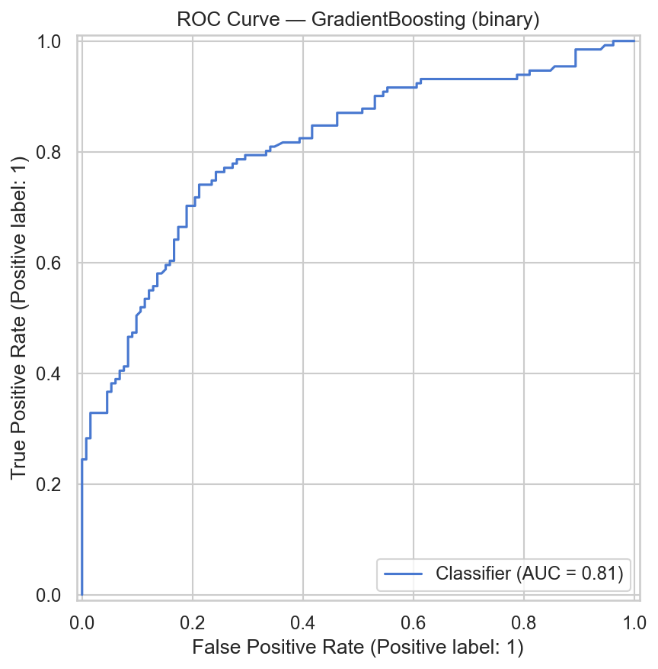 ROC Curve — GradientBoosting (binary)
True Positive Rate (Positive label: 1)
1.0
0.8
0.6
0.4
0.2
0.0
Classifier (AUC = 0.81)
0.0 0.2 0.4 0.6 0.8 1.0
False Positive Rate (Positive label: 1)